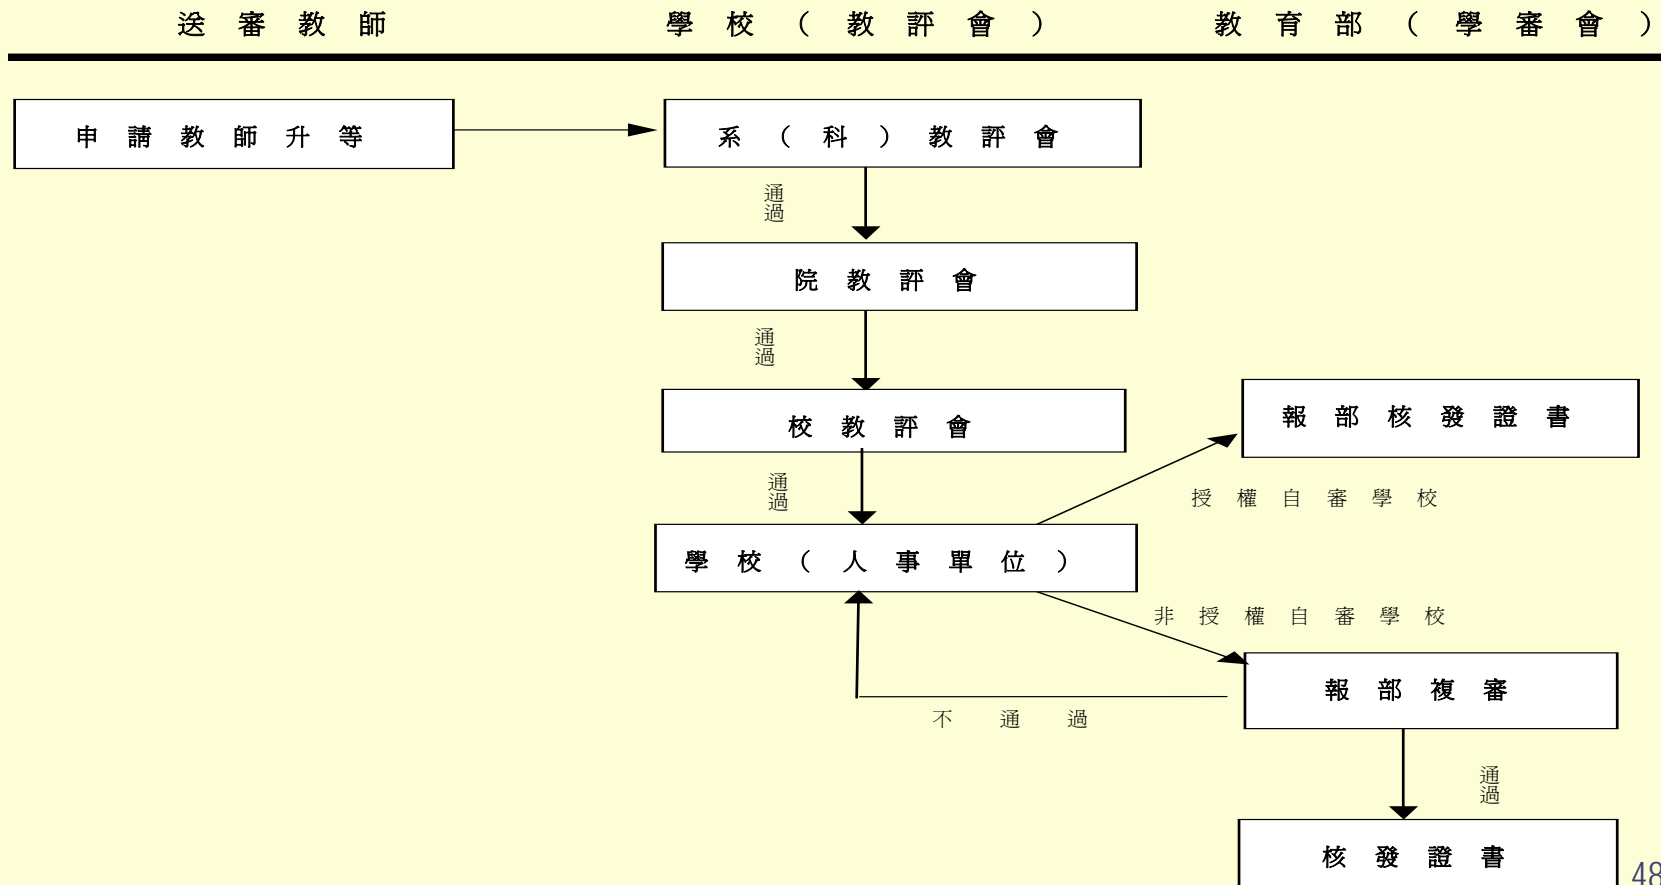 送審教師
學校（教評會）
教育部（學審會）
申請教師升等
系（科）教評會
通過
院教評會
通過
校教評會
報部核發證書
通過
授權自審學校
學校（人事單位）
非授權自審學校
報部複審
不通過
通過
核發證書
48